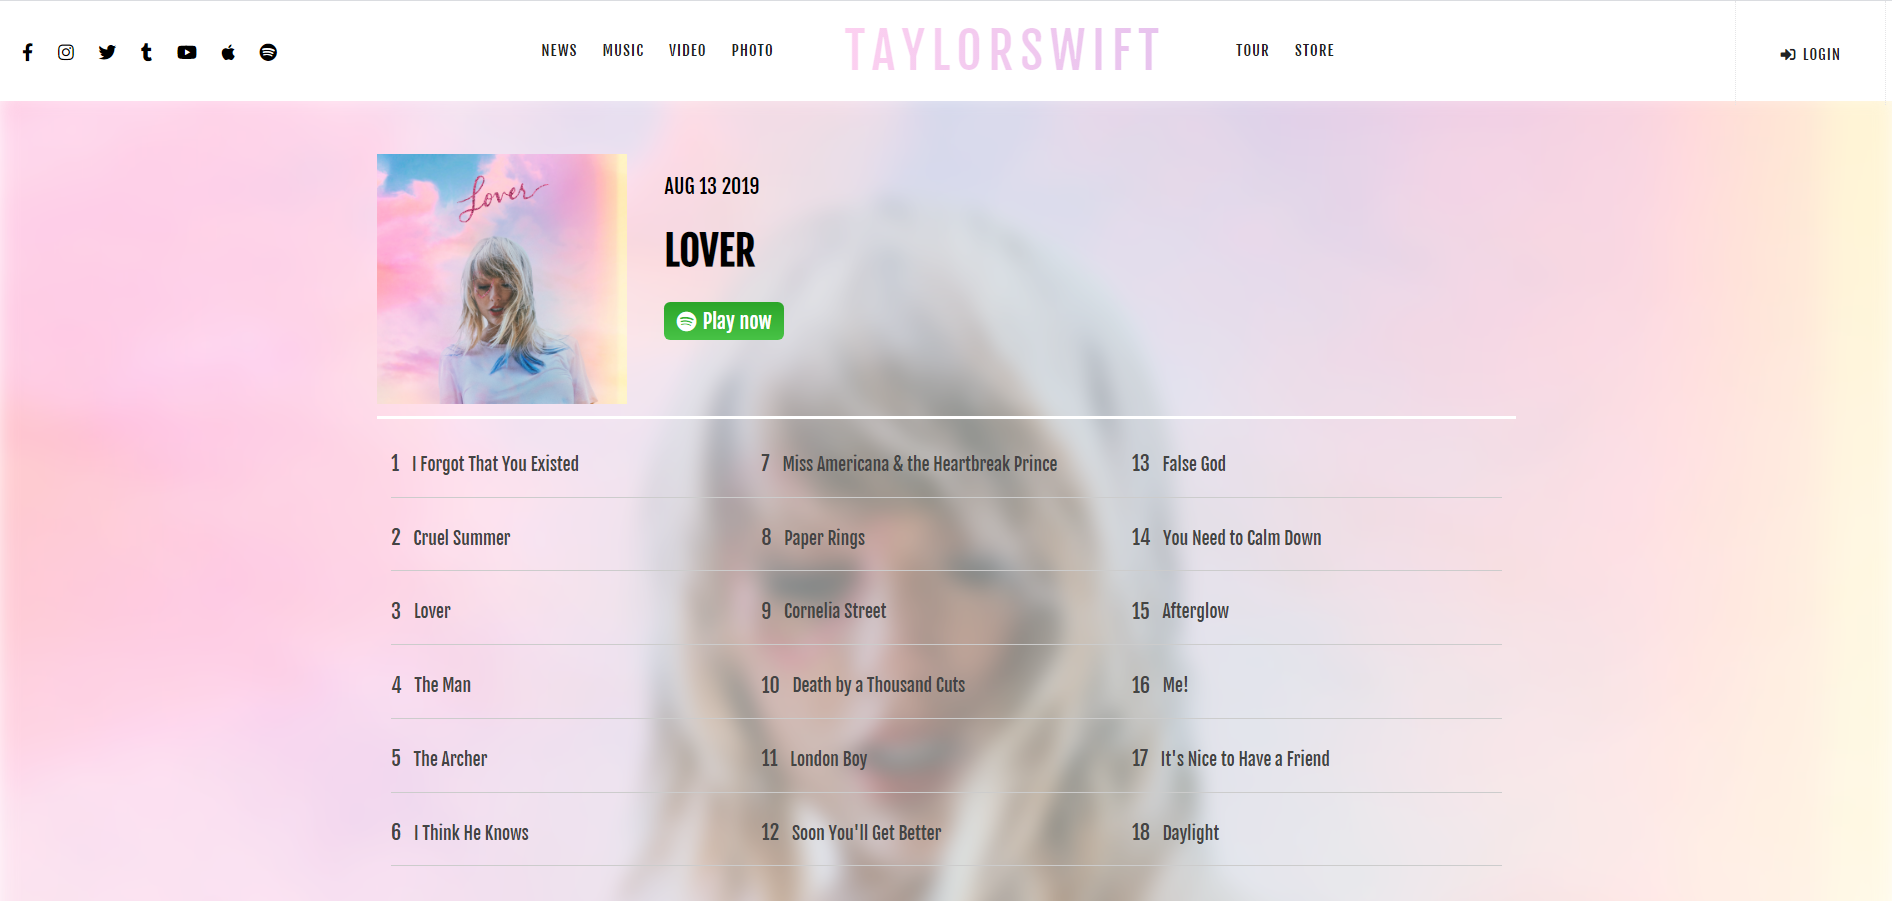 NEWS MUSIC VIDEO PHOTO TAYLORSWIFT TOUR STORE LOGIN
Lover
AUG 13 2019
LOVER
Play now
1 I Forgot That You Existed
2 Cruel Summer
3 Lover
4 The Man
5 The Archer
6 I Think He Knows
7 Miss Americana & the Heartbreak Prince
8 Paper Rings
9 Cornelia Street
10 Death by a Thousand Cuts
11 London Boy
12 Soon You'll Get Better
13 False God
14 You Need to Calm Down
15 Afterglow
16 Me!
17 It's Nice to Have a Friend
18 Daylight